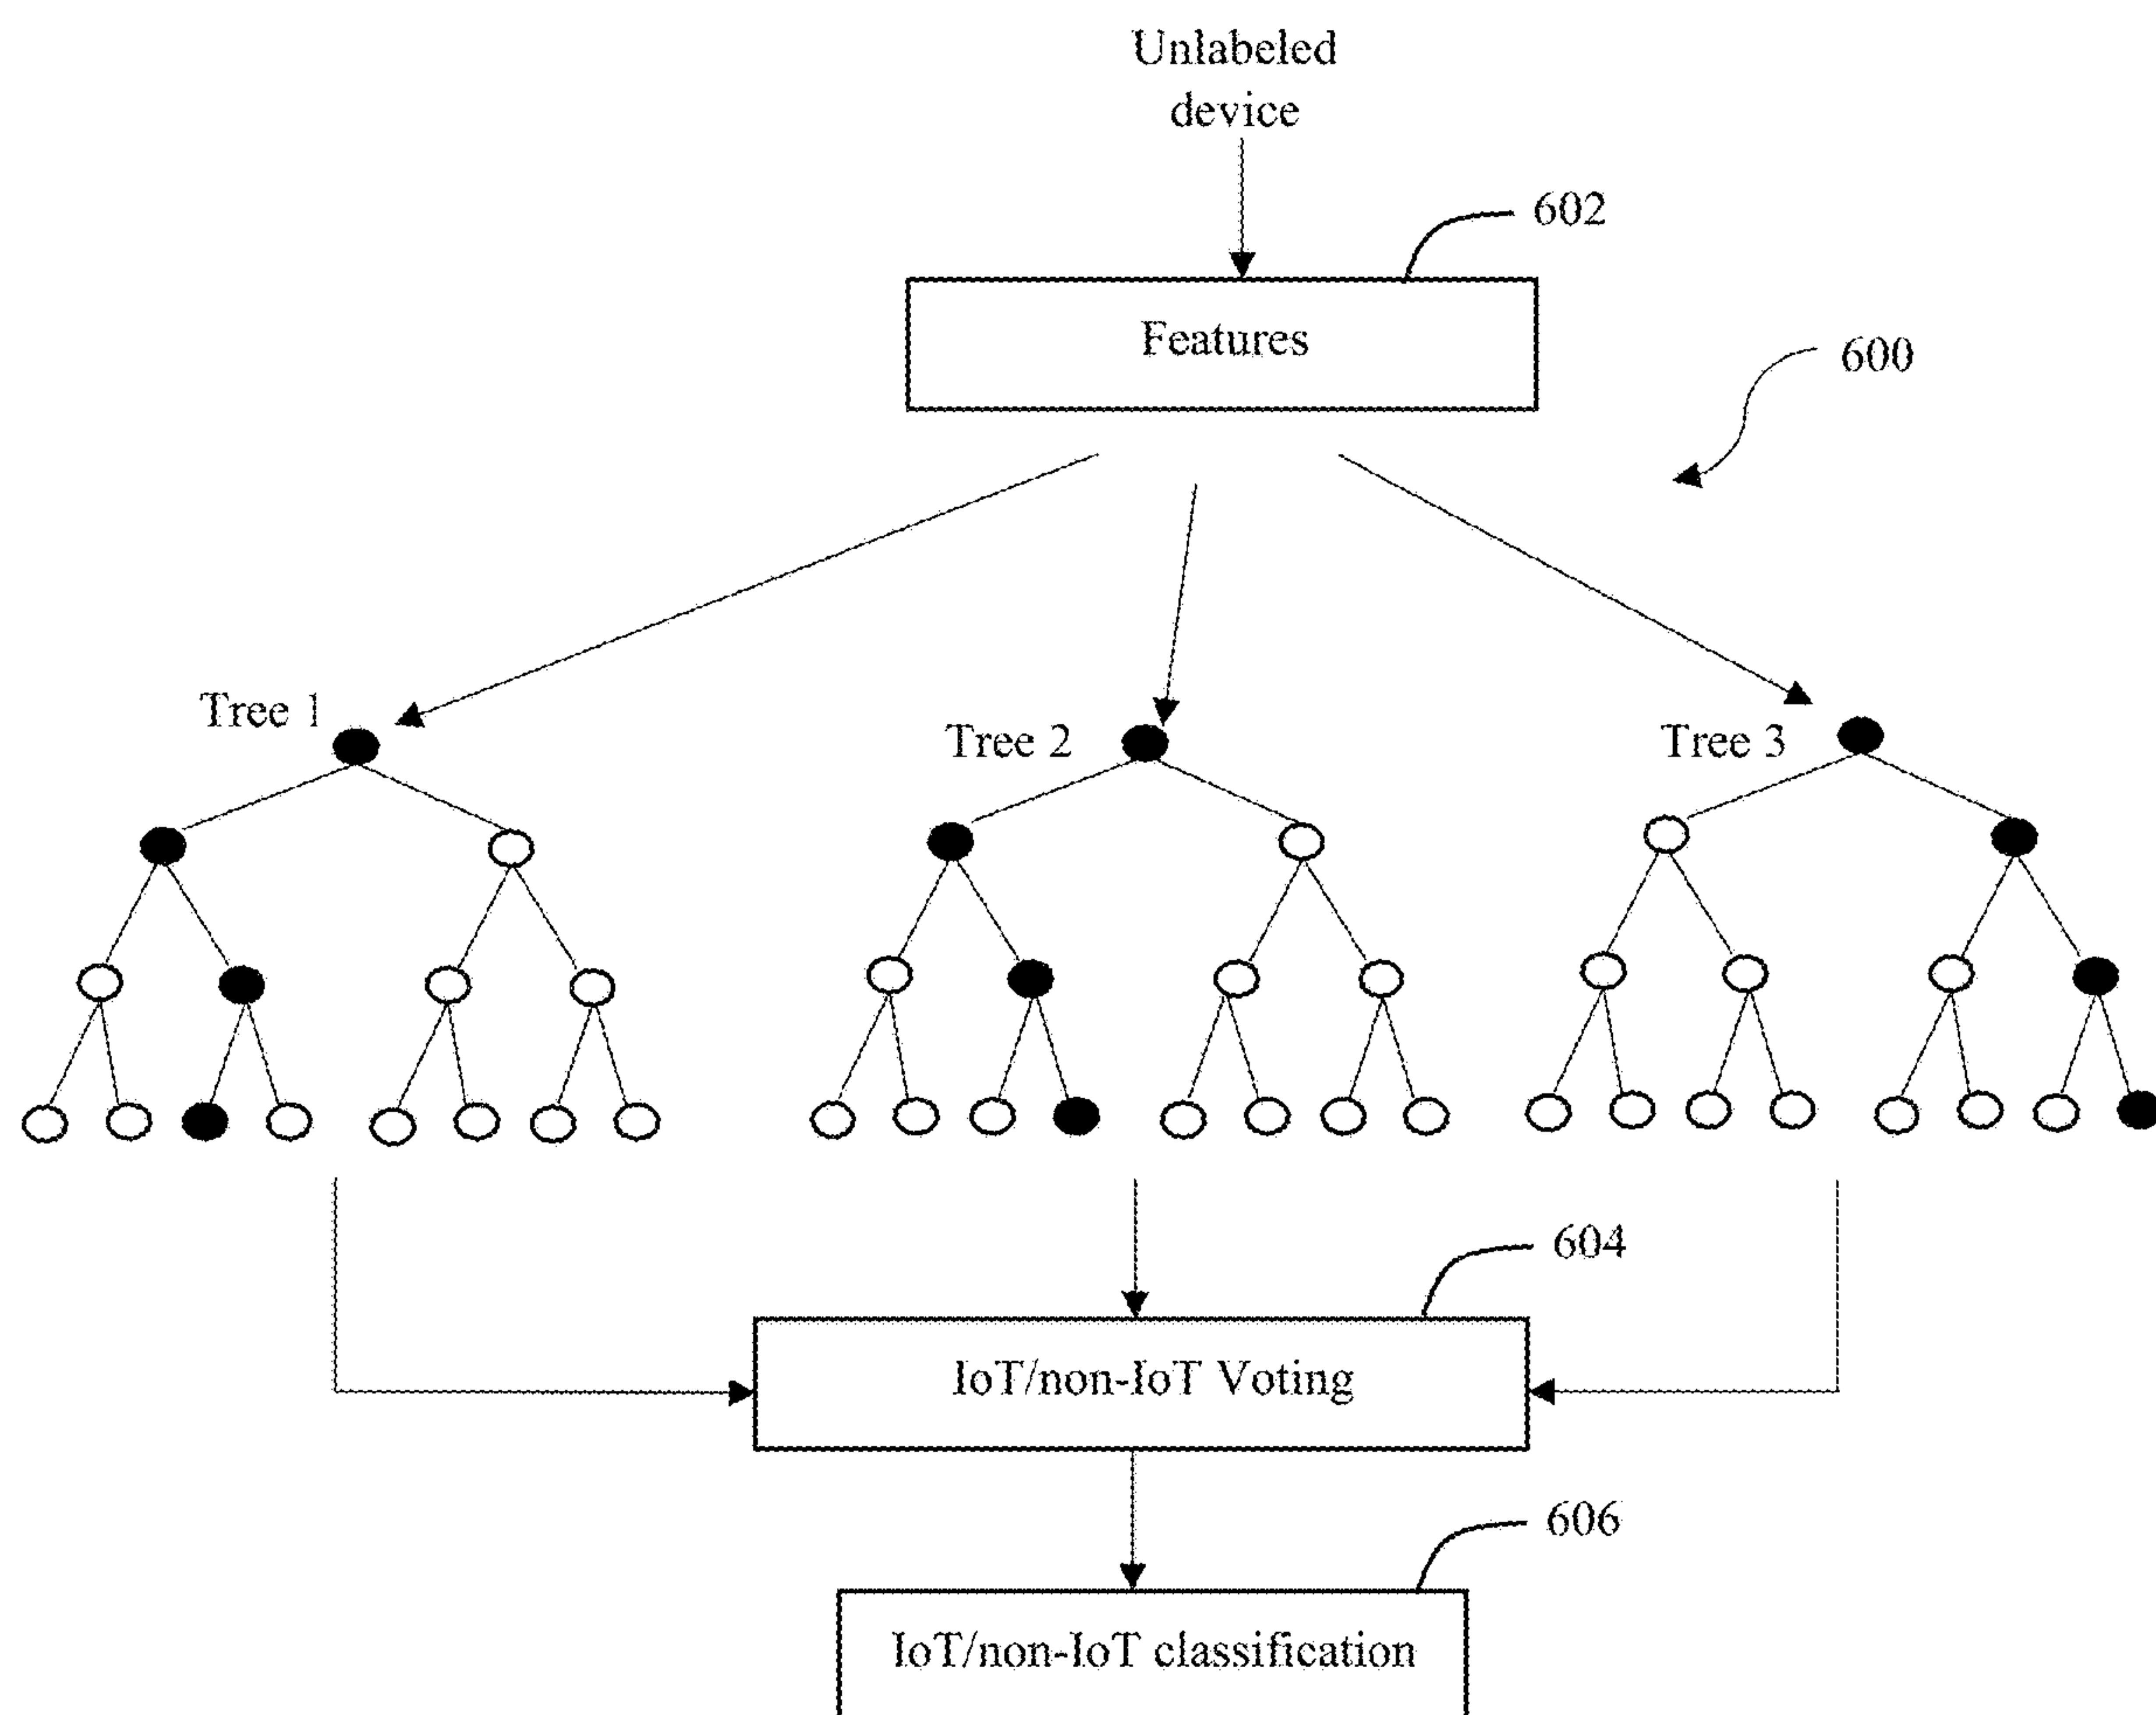 Unlabeled
device
602
Features
600
Tree 1
Tree 2
Tree 3
604
IoT/non-IoT Voting
606
IoT/non-IoT classification